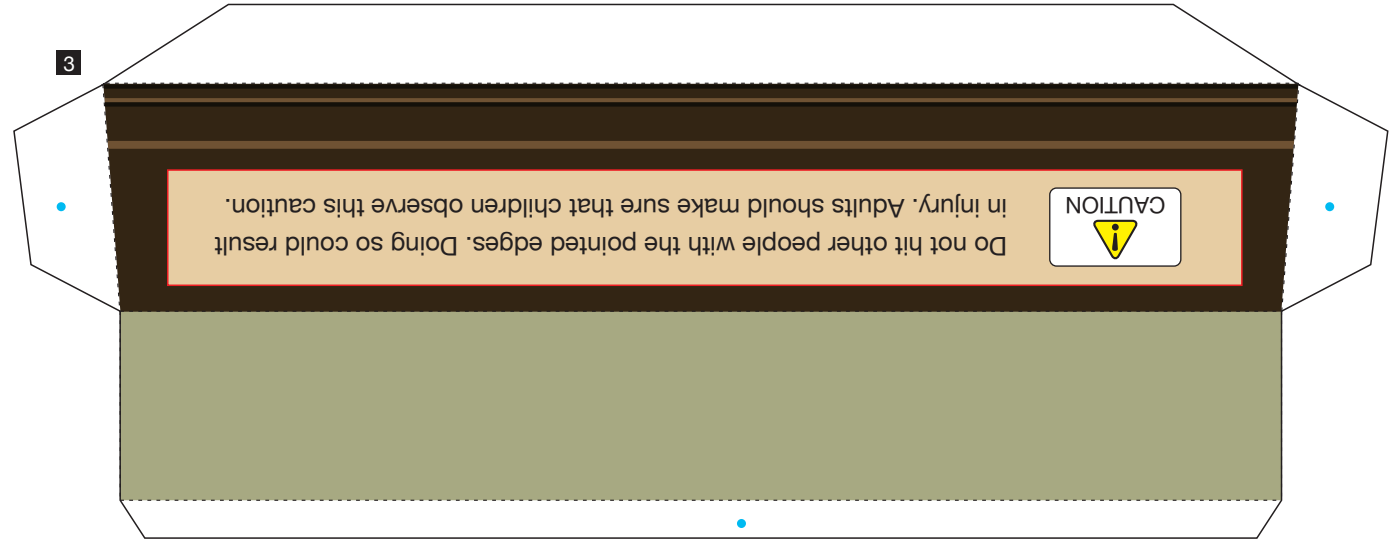 3
CAUTION
Do not hit other people with the pointed edges. Doing so could result
in injury. Adults should make sure that children observe this caution.